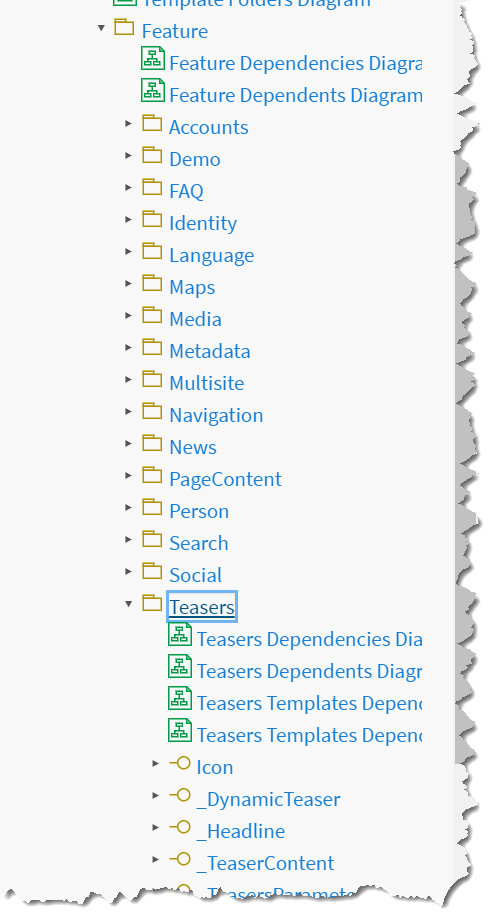 Template Folders Diagram
Feature
Feature Dependencies Diagra
Feature Dependents Diagram
Accounts
Demo
FAQ
Identity
Language
Maps
Media
Metadata
Multisite
Navigation
News
PageContent
Person
Search
Social
Teasers
Teasers Dependencies Dia
Teasers Dependents Diagr
Teasers Templates Depend
Teasers Templates Depend
Icon
_DynamicTeaser
_Headline
_TeaserContent
_TeasersParamete